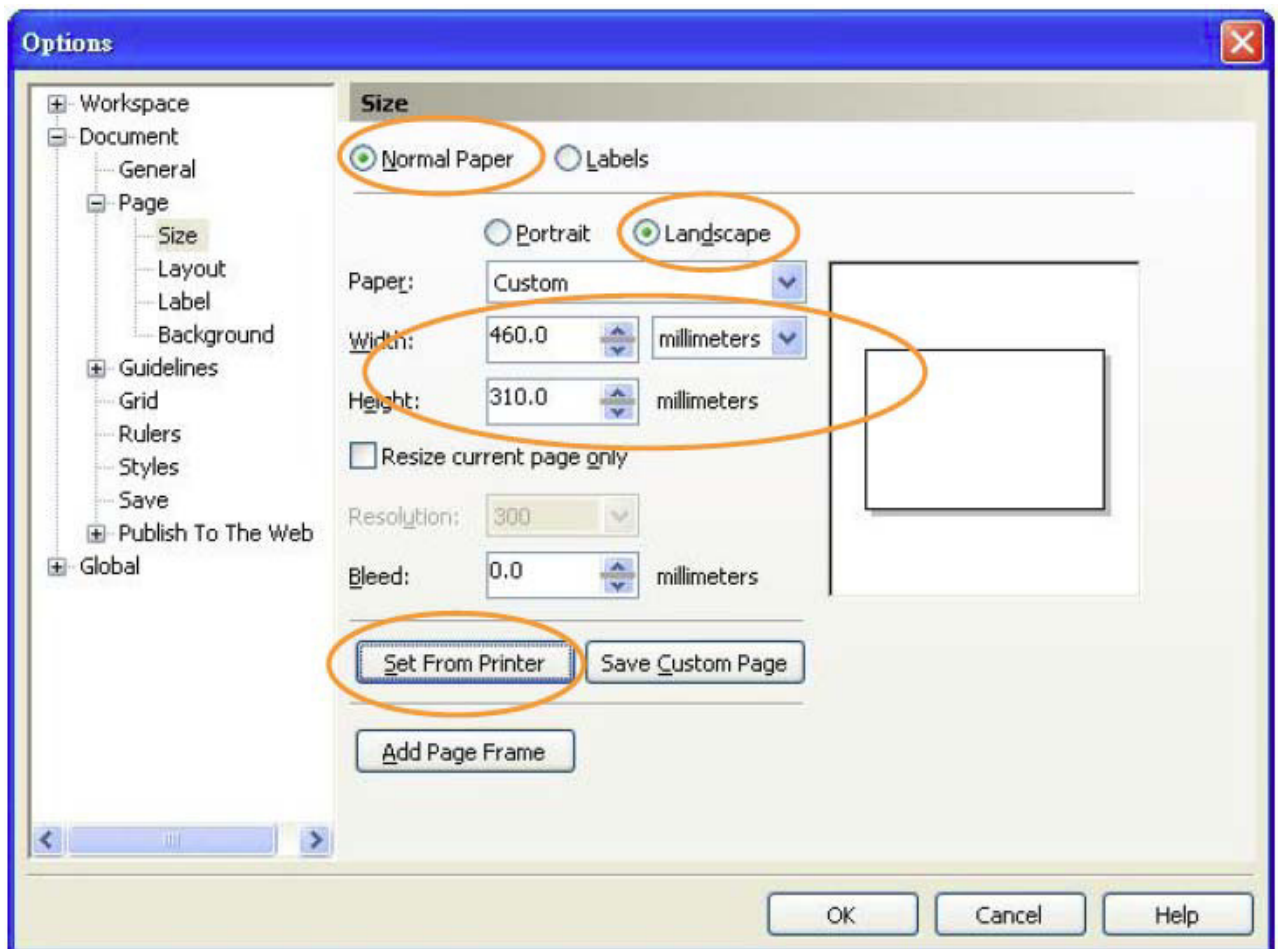 Options
Workspace
Document
General
Page
Size
Layout
Label
Background
Guidelines
Grid
Rulers
Styles
Save
Publish To The Web
Global
Size
Normal Paper Labels
Portrait Landscape
Paper: Custom
Width: 460.0 millimeters
Height: 310.0 millimeters
Resize current page only
Resolution: 300
Bleed: 0.0 millimeters
Set From Printer Save Custom Page
Add Page Frame
OK Cancel Help